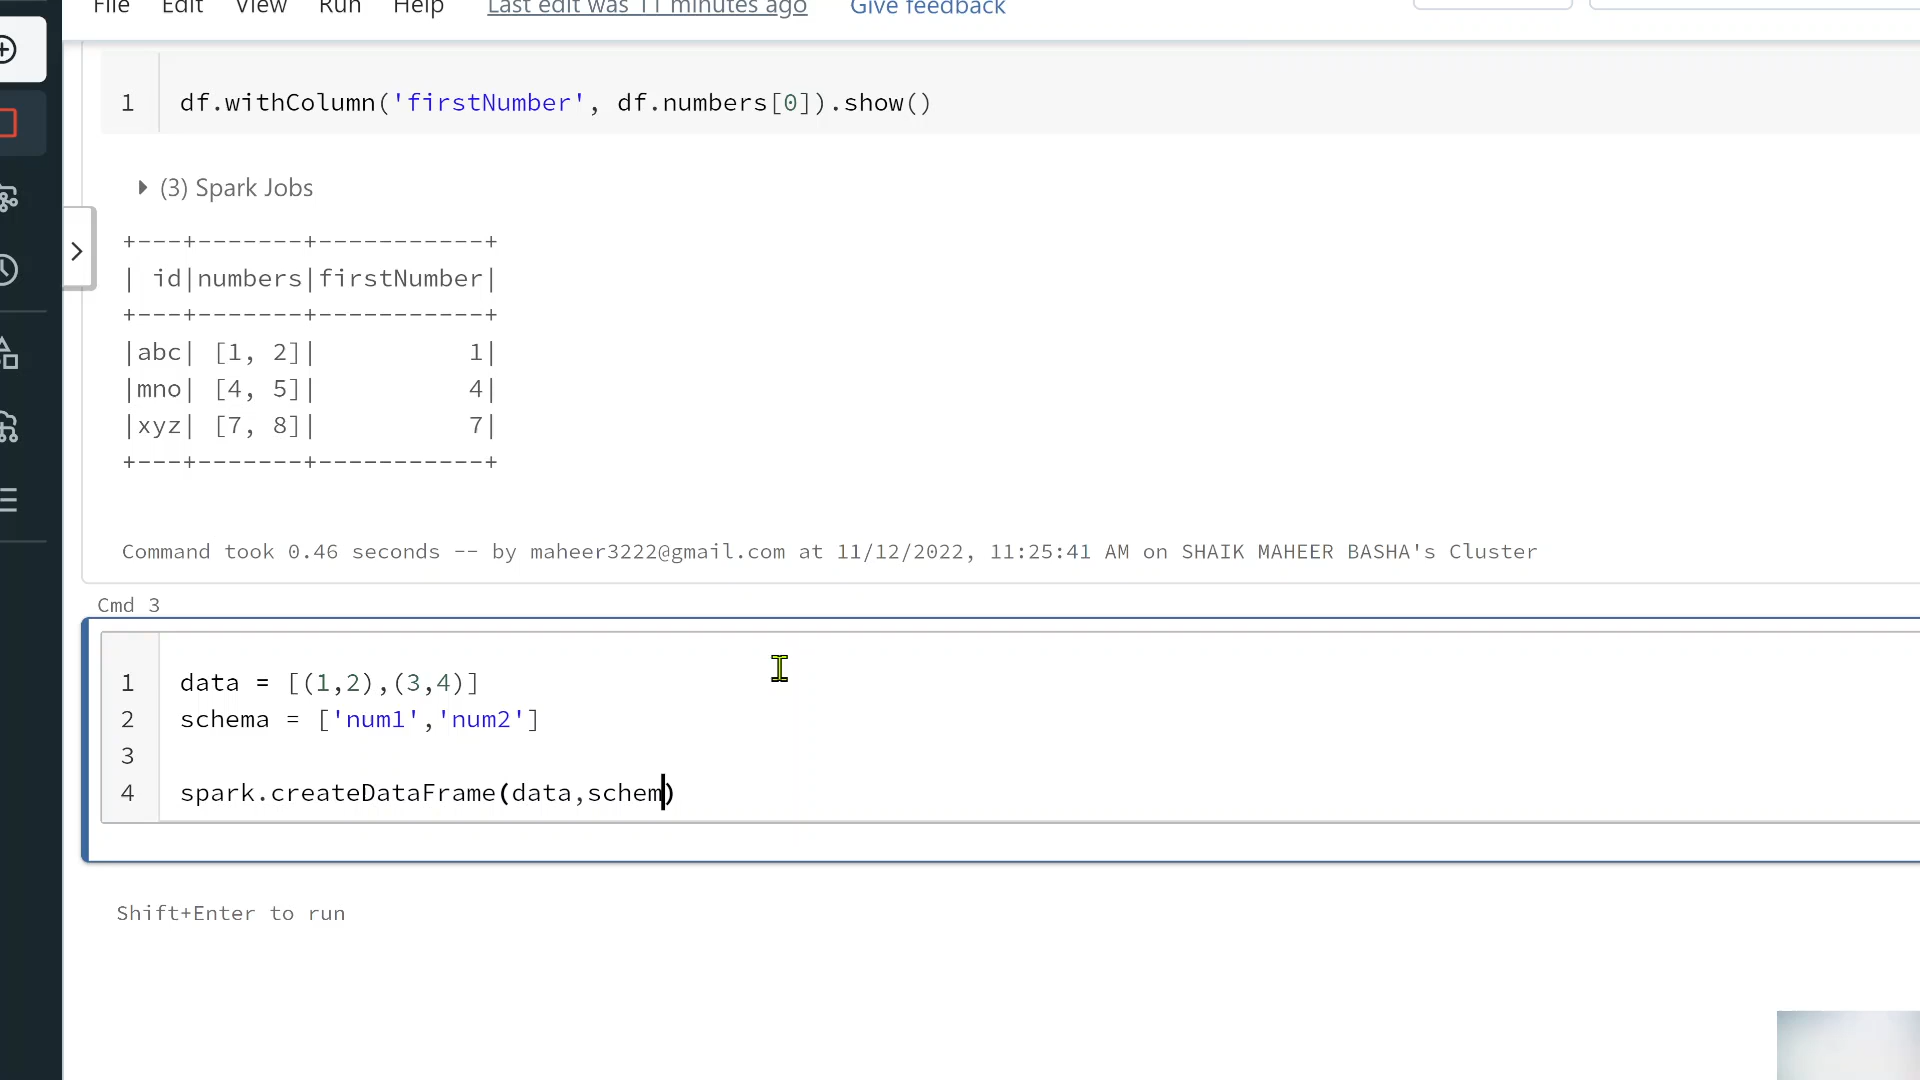 File Edit View Run Help Last edit was 11 minutes ago Give feedback
1 df.withColumn('firstNumber', df.numbers[0]).show()
(3) Spark Jobs
+---+-------+-----------+
| id|numbers|firstNumber|
+---+-------+-----------+
|abc| [1, 2]|          1|
|mno| [4, 5]|          4|
|xyz| [7, 8]|          7|
+---+-------+-----------+
Command took 0.46 seconds -- by maheer3222@gmail.com at 11/12/2022, 11:25:41 AM on SHAIK MAHEER BASHA's Cluster
Cmd 3
1 data = [(1,2),(3,4)]
2 schema = ['num1','num2']
3
4 spark.createDataFrame(data,schem)
Shift+Enter to run